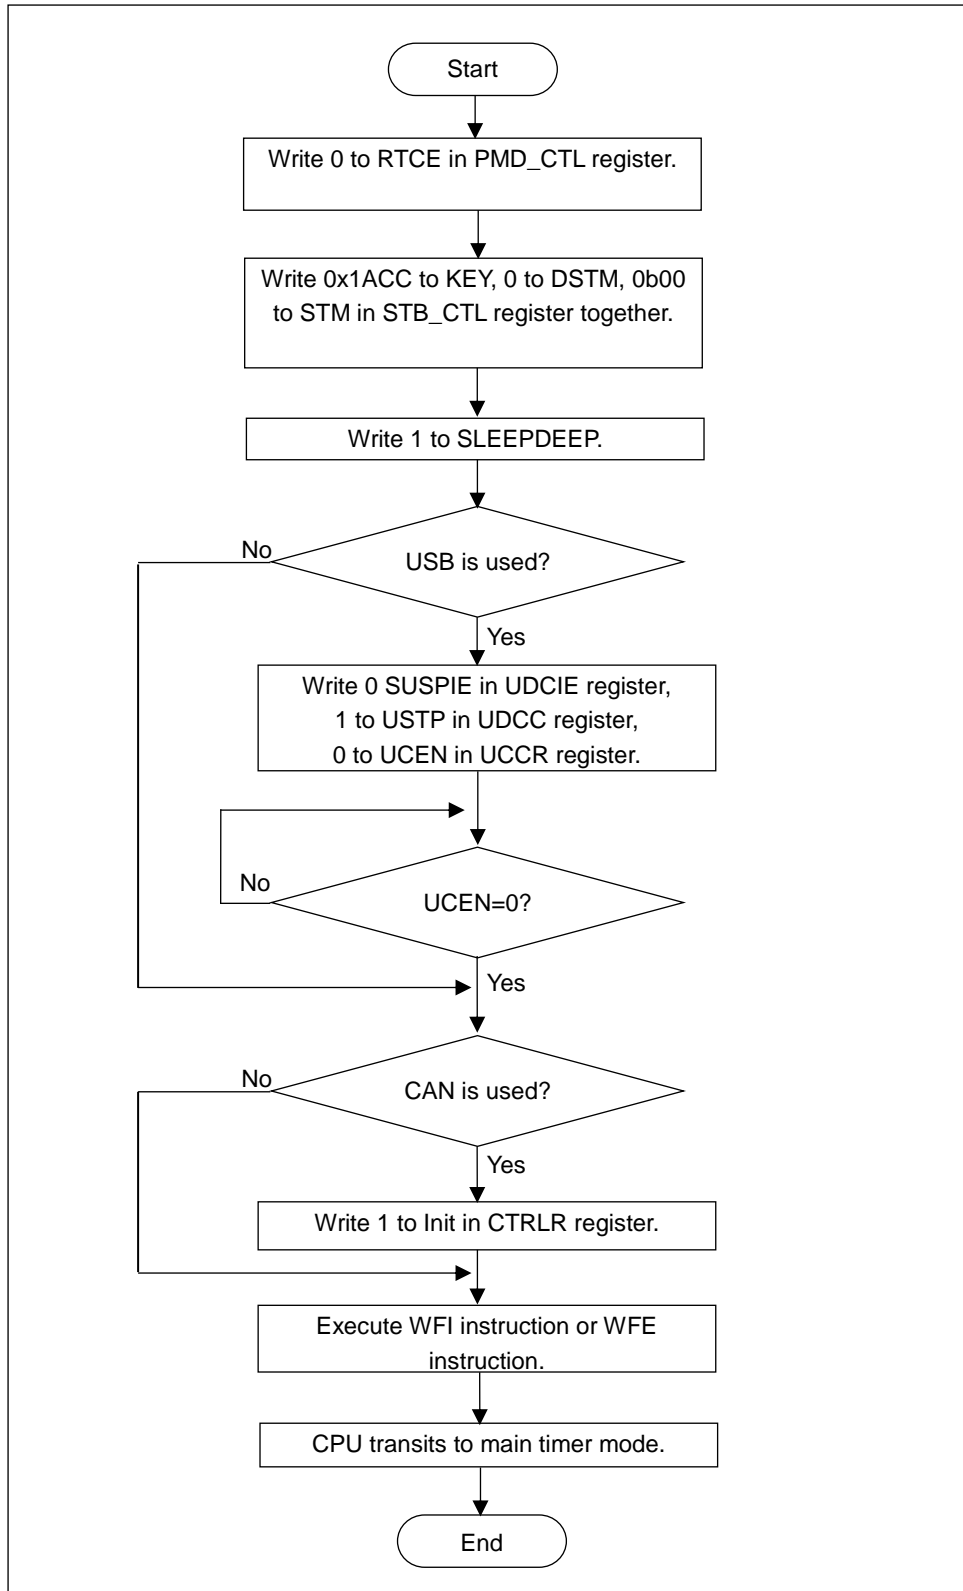 Start
Write 0 to RTCE in PMD_CTL register.
Write 0x1ACC to KEY, 0 to DSTM, 0b00
to STM in STB_CTL register together.
Write 1 to SLEEPDEEP.
No
USB is used?
Yes
Write 0 SUSPIE in UDCIE register,
1 to USTP in UDCC register,
0 to UCEN in UCCR register.
No
UCEN=0?
Yes
No
CAN is used?
Yes
Write 1 to Init in CTRLR register.
Execute WFI instruction or WFE
instruction.
CPU transits to main timer mode.
End